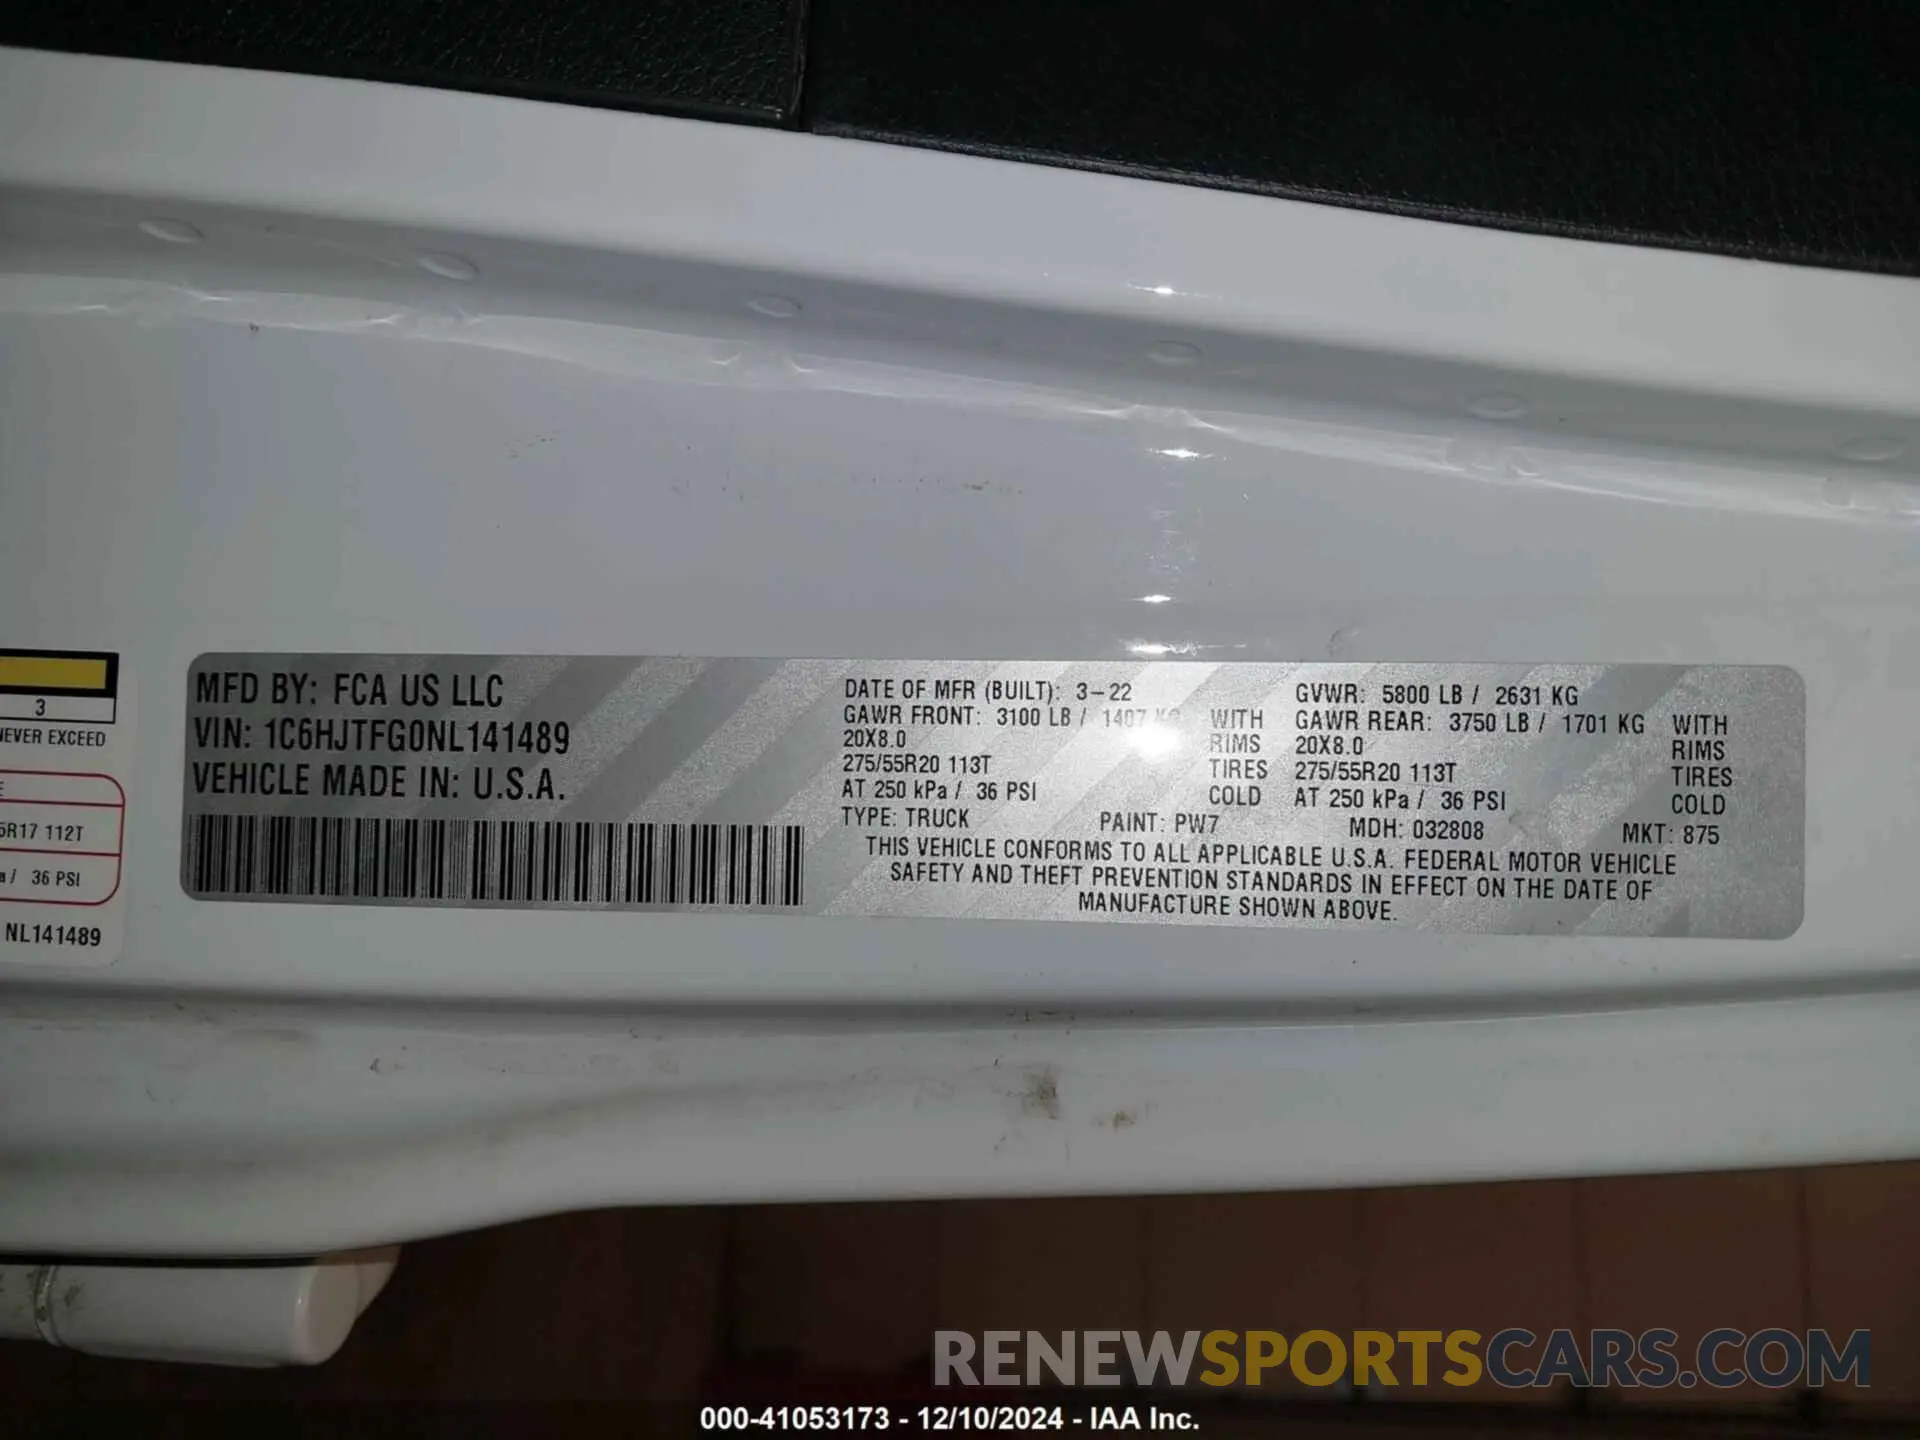 3
NEVER EXCEED
E
5R17 112T
a / 36 PSI
NL141489
MFD BY: FCA US LLC
VIN: 1C6HJTFG0NL141489
VEHICLE MADE IN: U.S.A.
DATE OF MFR (BUILT): 3-22
GVWR: 5800 LB / 2631 KG
GAWR FRONT: 3100 LB / 1407 KG WITH
GAWR REAR: 3750 LB / 1701 KG WITH
20X8.0 RIMS
20X8.0 RIMS
275/55R20 113T TIRES
275/55R20 113T TIRES
AT 250 kPa / 36 PSI COLD
AT 250 kPa / 36 PSI COLD
TYPE: TRUCK PAINT: PW7 MDH: 032808 MKT: 875
THIS VEHICLE CONFORMS TO ALL APPLICABLE U.S.A. FEDERAL MOTOR VEHICLE
SAFETY AND THEFT PREVENTION STANDARDS IN EFFECT ON THE DATE OF
MANUFACTURE SHOWN ABOVE.
RENEWSPORTSCARS.COM
000-41053173 - 12/10/2024 - IAA Inc.